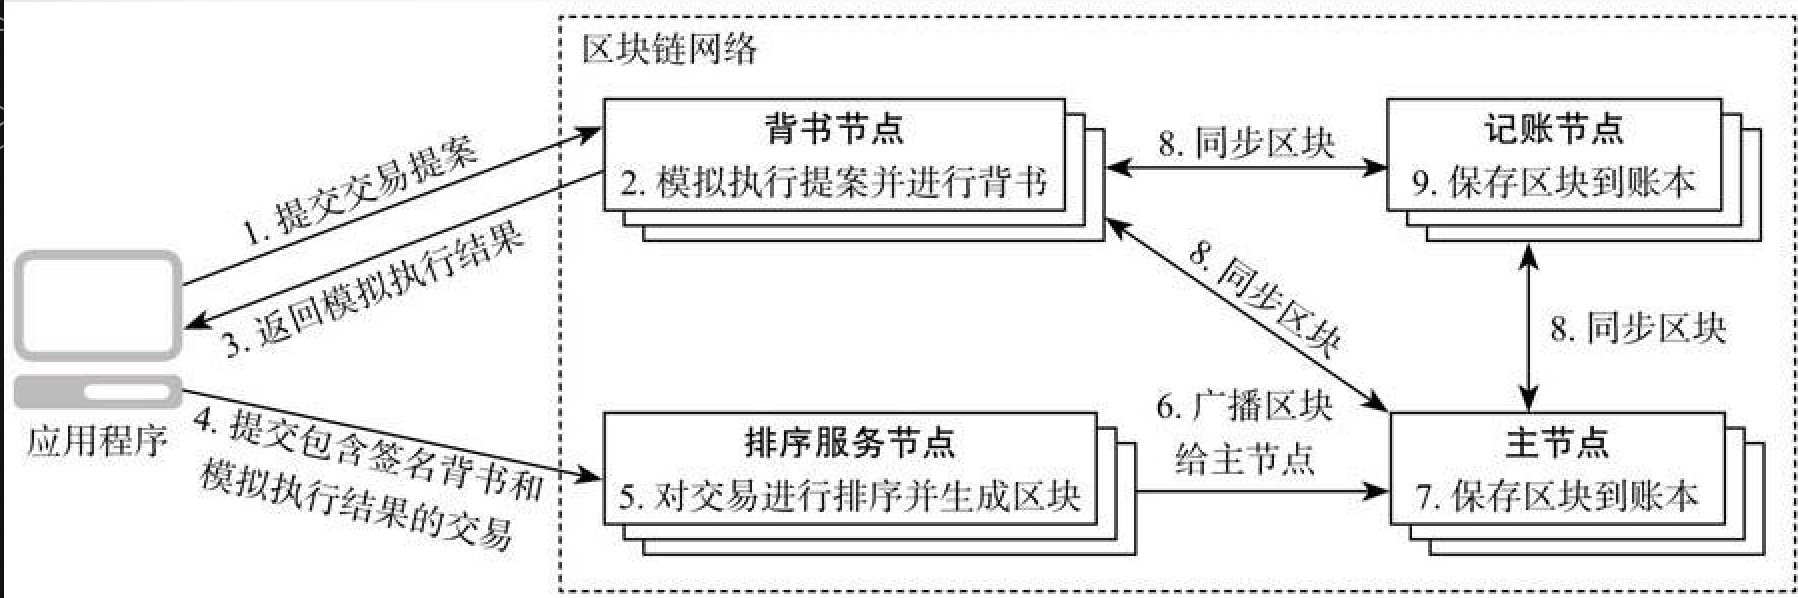 区块链网络
背书节点
2. 模拟执行提案并进行背书
8. 同步区块
记账节点
9. 保存区块到账本
1. 提交交易提案
3. 返回模拟执行结果
8. 同步区块
8. 同步区块
应用程序
4. 提交包含签名背书和
模拟执行结果的交易
排序服务节点
5. 对交易进行排序并生成区块
6. 广播区块
给主节点
主节点
7. 保存区块到账本